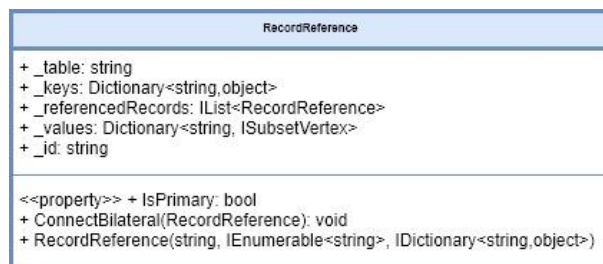 RecordReference
+ _table: string
+ _keys: Dictionary<string,object>
+ _referencedRecords: IList<RecordReference>
+ _values: Dictionary<string, ISubsetVertex>
+ _id: string
<<property>> + IsPrimary: bool
+ ConnectBilateral(RecordReference): void
+ RecordReference(string, IEnumerable<string>, IDictionary<string,object>)